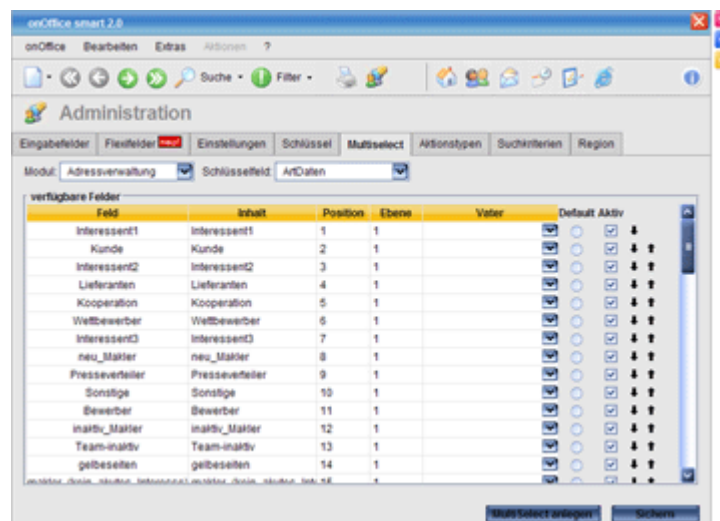 onOffice smart 2.0
onOffice Bearbeiten Extras Aktionen ?
Suche Filter
Administration
Eingabefelder Flexifelder neu! Einstellungen Schlüssel Multiselect Aktionstypen Suchkriterien Region
Modul: Adressverwaltung Schlüsselfeld: ArtDaten
verfügbare Felder
Feld Inhalt Position Ebene Vater Default Aktiv
Interessent1 Interessent1 1 1
Kunde Kunde 2 1
Interessent2 Interessent2 3 1
Lieferanten Lieferanten 4 1
Kooperation Kooperation 5 1
Wettbewerber Wettbewerber 6 1
Interessent3 Interessent3 7 1
neu_Makler neu_Makler 8 1
Presseverteiler Presseverteiler 9 1
Sonstige Sonstige 10 1
Bewerber Bewerber 11 1
inaktiv_Makler inaktiv_Makler 12 1
Team-inaktiv Team-inaktiv 13 1
gelbeseiten gelbeseiten 14 1
15 1
MultiSelect anlegen Sichern